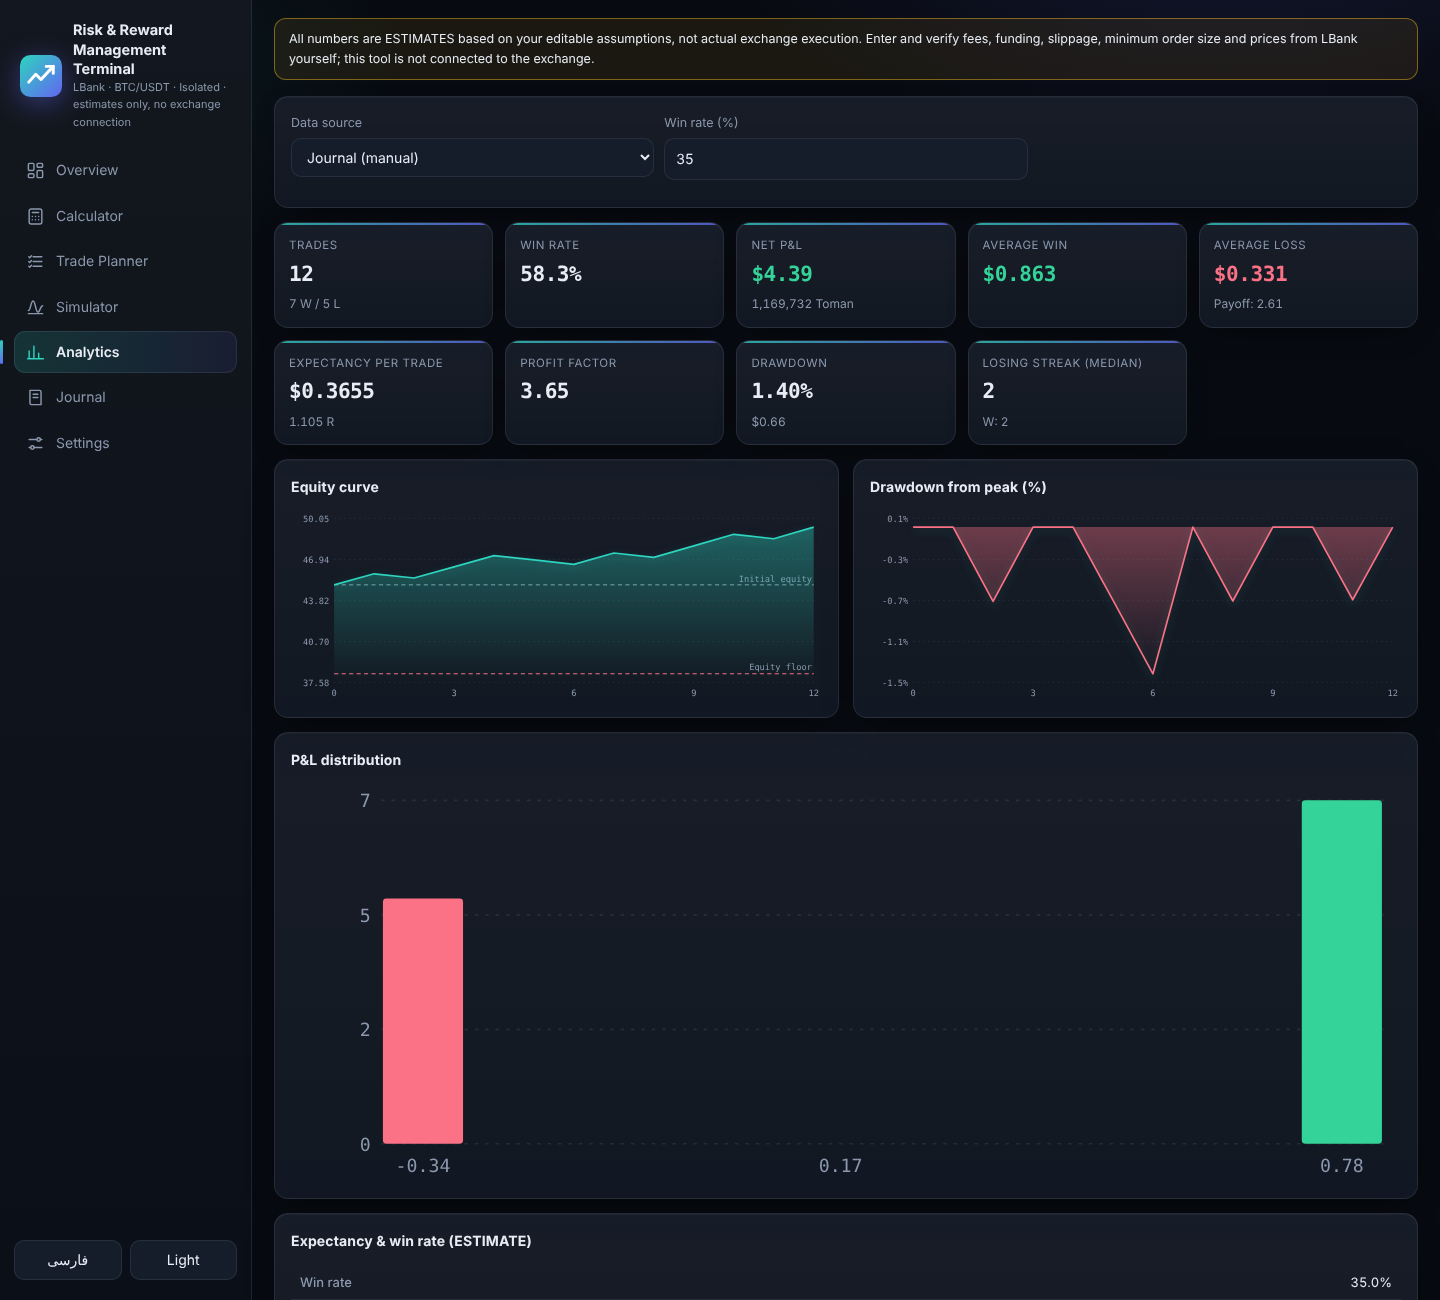 Risk & Reward
Management
Terminal
LBank · BTC/USDT · Isolated ·
estimates only, no exchange
connection
Overview
Calculator
Trade Planner
Simulator
Analytics
Journal
Settings
فارسی
Light
All numbers are ESTIMATES based on your editable assumptions, not actual exchange execution. Enter and verify fees, funding, slippage, minimum order size and prices from LBank
yourself; this tool is not connected to the exchange.
Data source
Win rate (%)
Journal (manual)
35
TRADES
12
7 W / 5 L
WIN RATE
58.3%
NET P&L
$4.39
1,169,732 Toman
AVERAGE WIN
$0.863
AVERAGE LOSS
$0.331
Payoff: 2.61
EXPECTANCY PER TRADE
$0.3655
1.105 R
PROFIT FACTOR
3.65
DRAWDOWN
1.40%
$0.66
LOSING STREAK (MEDIAN)
2
W: 2
Equity curve
50.05
46.94
43.82
40.70
37.58
Initial equity
Equity floor
0 3 6 9 12
Drawdown from peak (%)
0.1%
-0.3%
-0.7%
-1.1%
-1.5%
0 3 6 9 12
P&L distribution
7
5
2
0
-0.34 0.17 0.78
Expectancy & win rate (ESTIMATE)
Win rate 35.0%